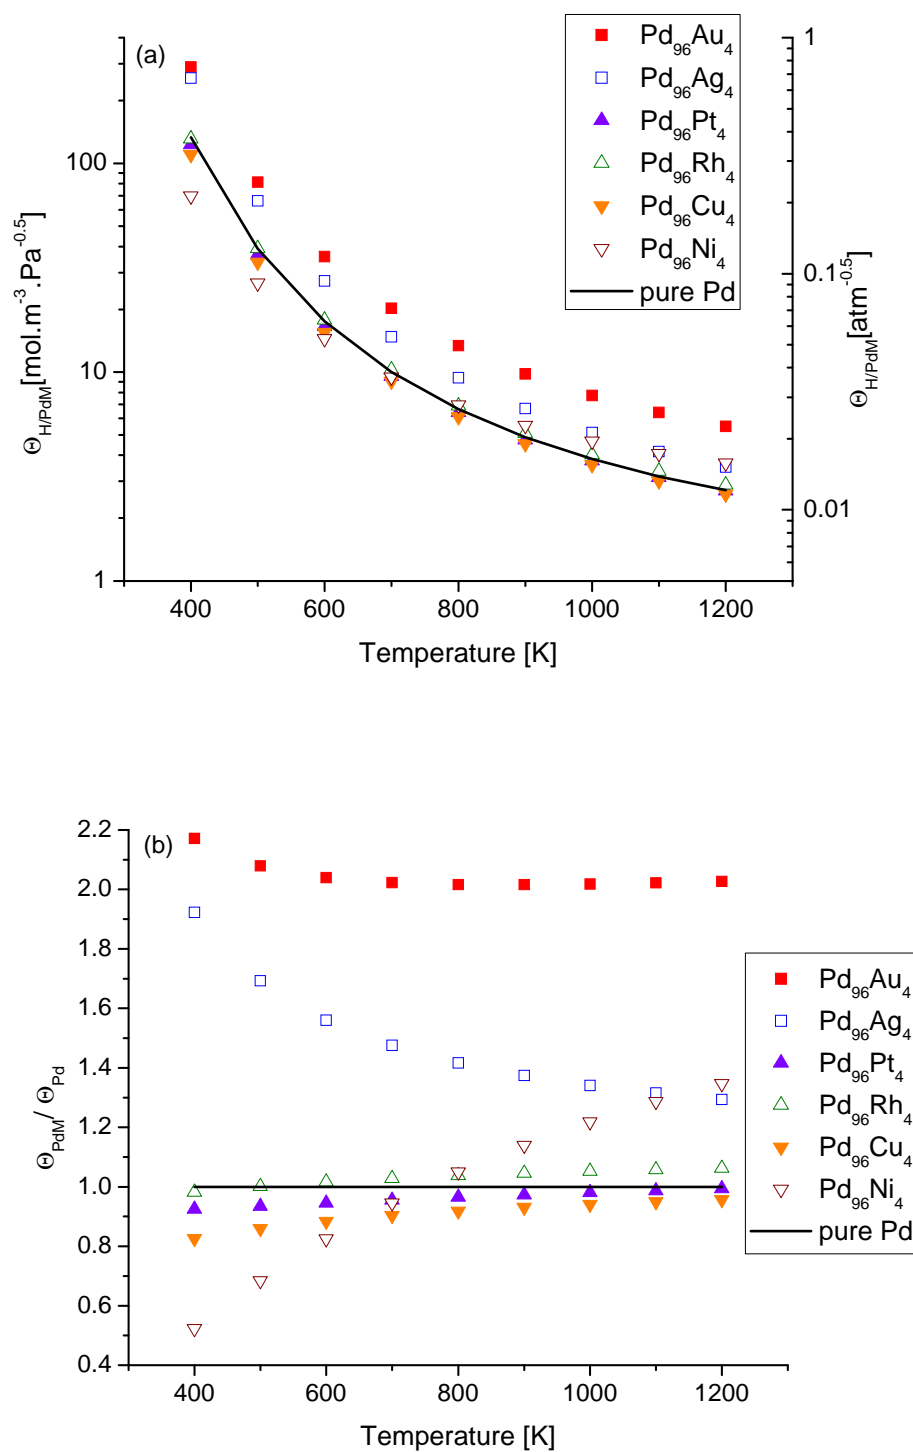 (a)
Pd96Au4
Pd96Ag4
Pd96Pt4
Pd96Rh4
Pd96Cu4
Pd96Ni4
pure Pd
100
10
1
ΘH/PdM[mol.m-3.Pa-0.5]
1
0.15
0.01
ΘH/PdM[atm-0.5]
400 600 800 1000 1200
Temperature [K]
(b)
2.2
2.0
1.8
1.6
1.4
1.2
1.0
0.8
0.6
0.4
ΘPdM/ ΘPd
Pd96Au4
Pd96Ag4
Pd96Pt4
Pd96Rh4
Pd96Cu4
Pd96Ni4
pure Pd
400 600 800 1000 1200
Temperature [K]